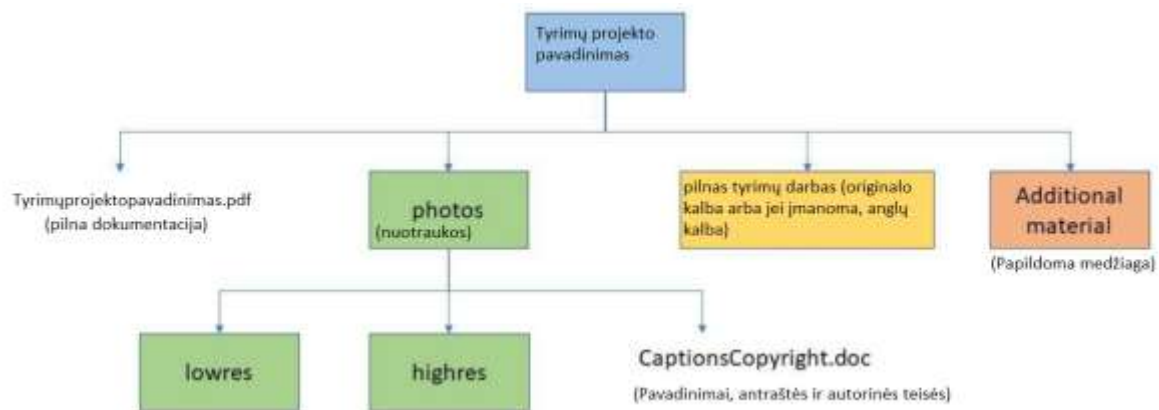 Tyrimų projekto
pavadinimas
Tyrimųprojektopavadinimas.pdf
(pilna dokumentacija)
photos
(nuotraukos)
pilnas tyrimų darbas (originalo
kalba arba jei įmanoma, anglų
kalba)
Additional
material
(Papildoma medžiaga)
lowres
highres
CaptionsCopyright.doc
(Pavadinimai, antraštės ir autorinės teisės)